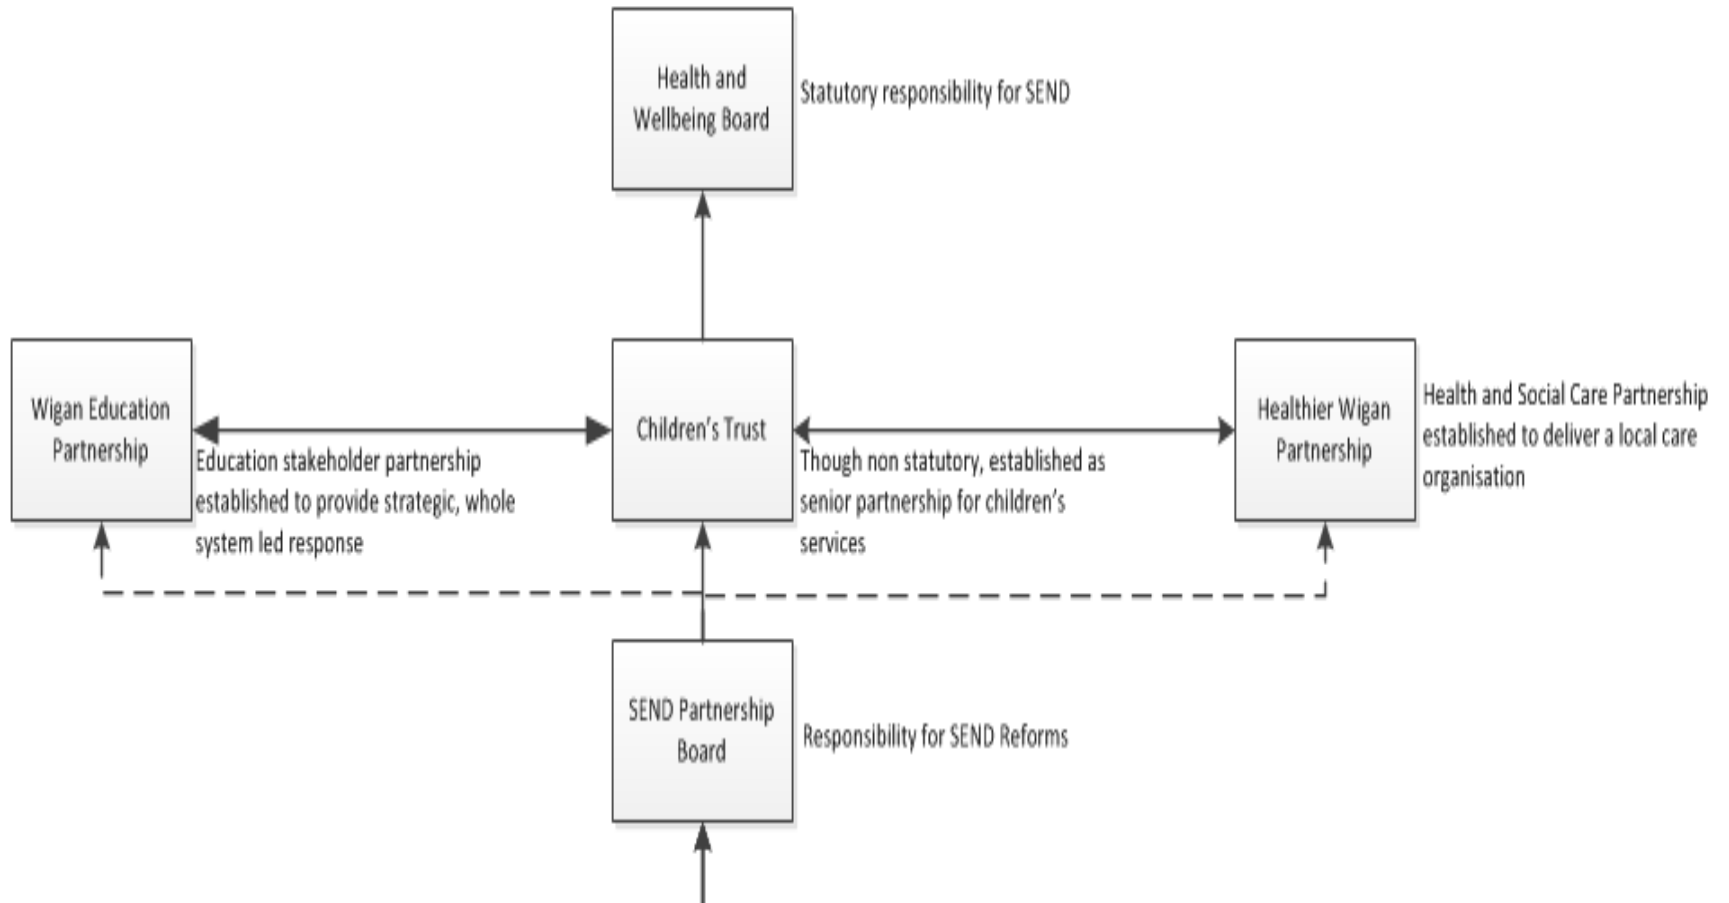 Health and
Wellbeing Board
Statutory responsibility for SEND
Wigan Education
Partnership
Education stakeholder partnership
established to provide strategic, whole
system led response
Children's Trust
Though non statutory, established as
senior partnership for children's
services
Healthier Wigan
Partnership
Health and Social Care Partnership
established to deliver a local care
organisation
SEND Partnership
Board
Responsibility for SEND Reforms